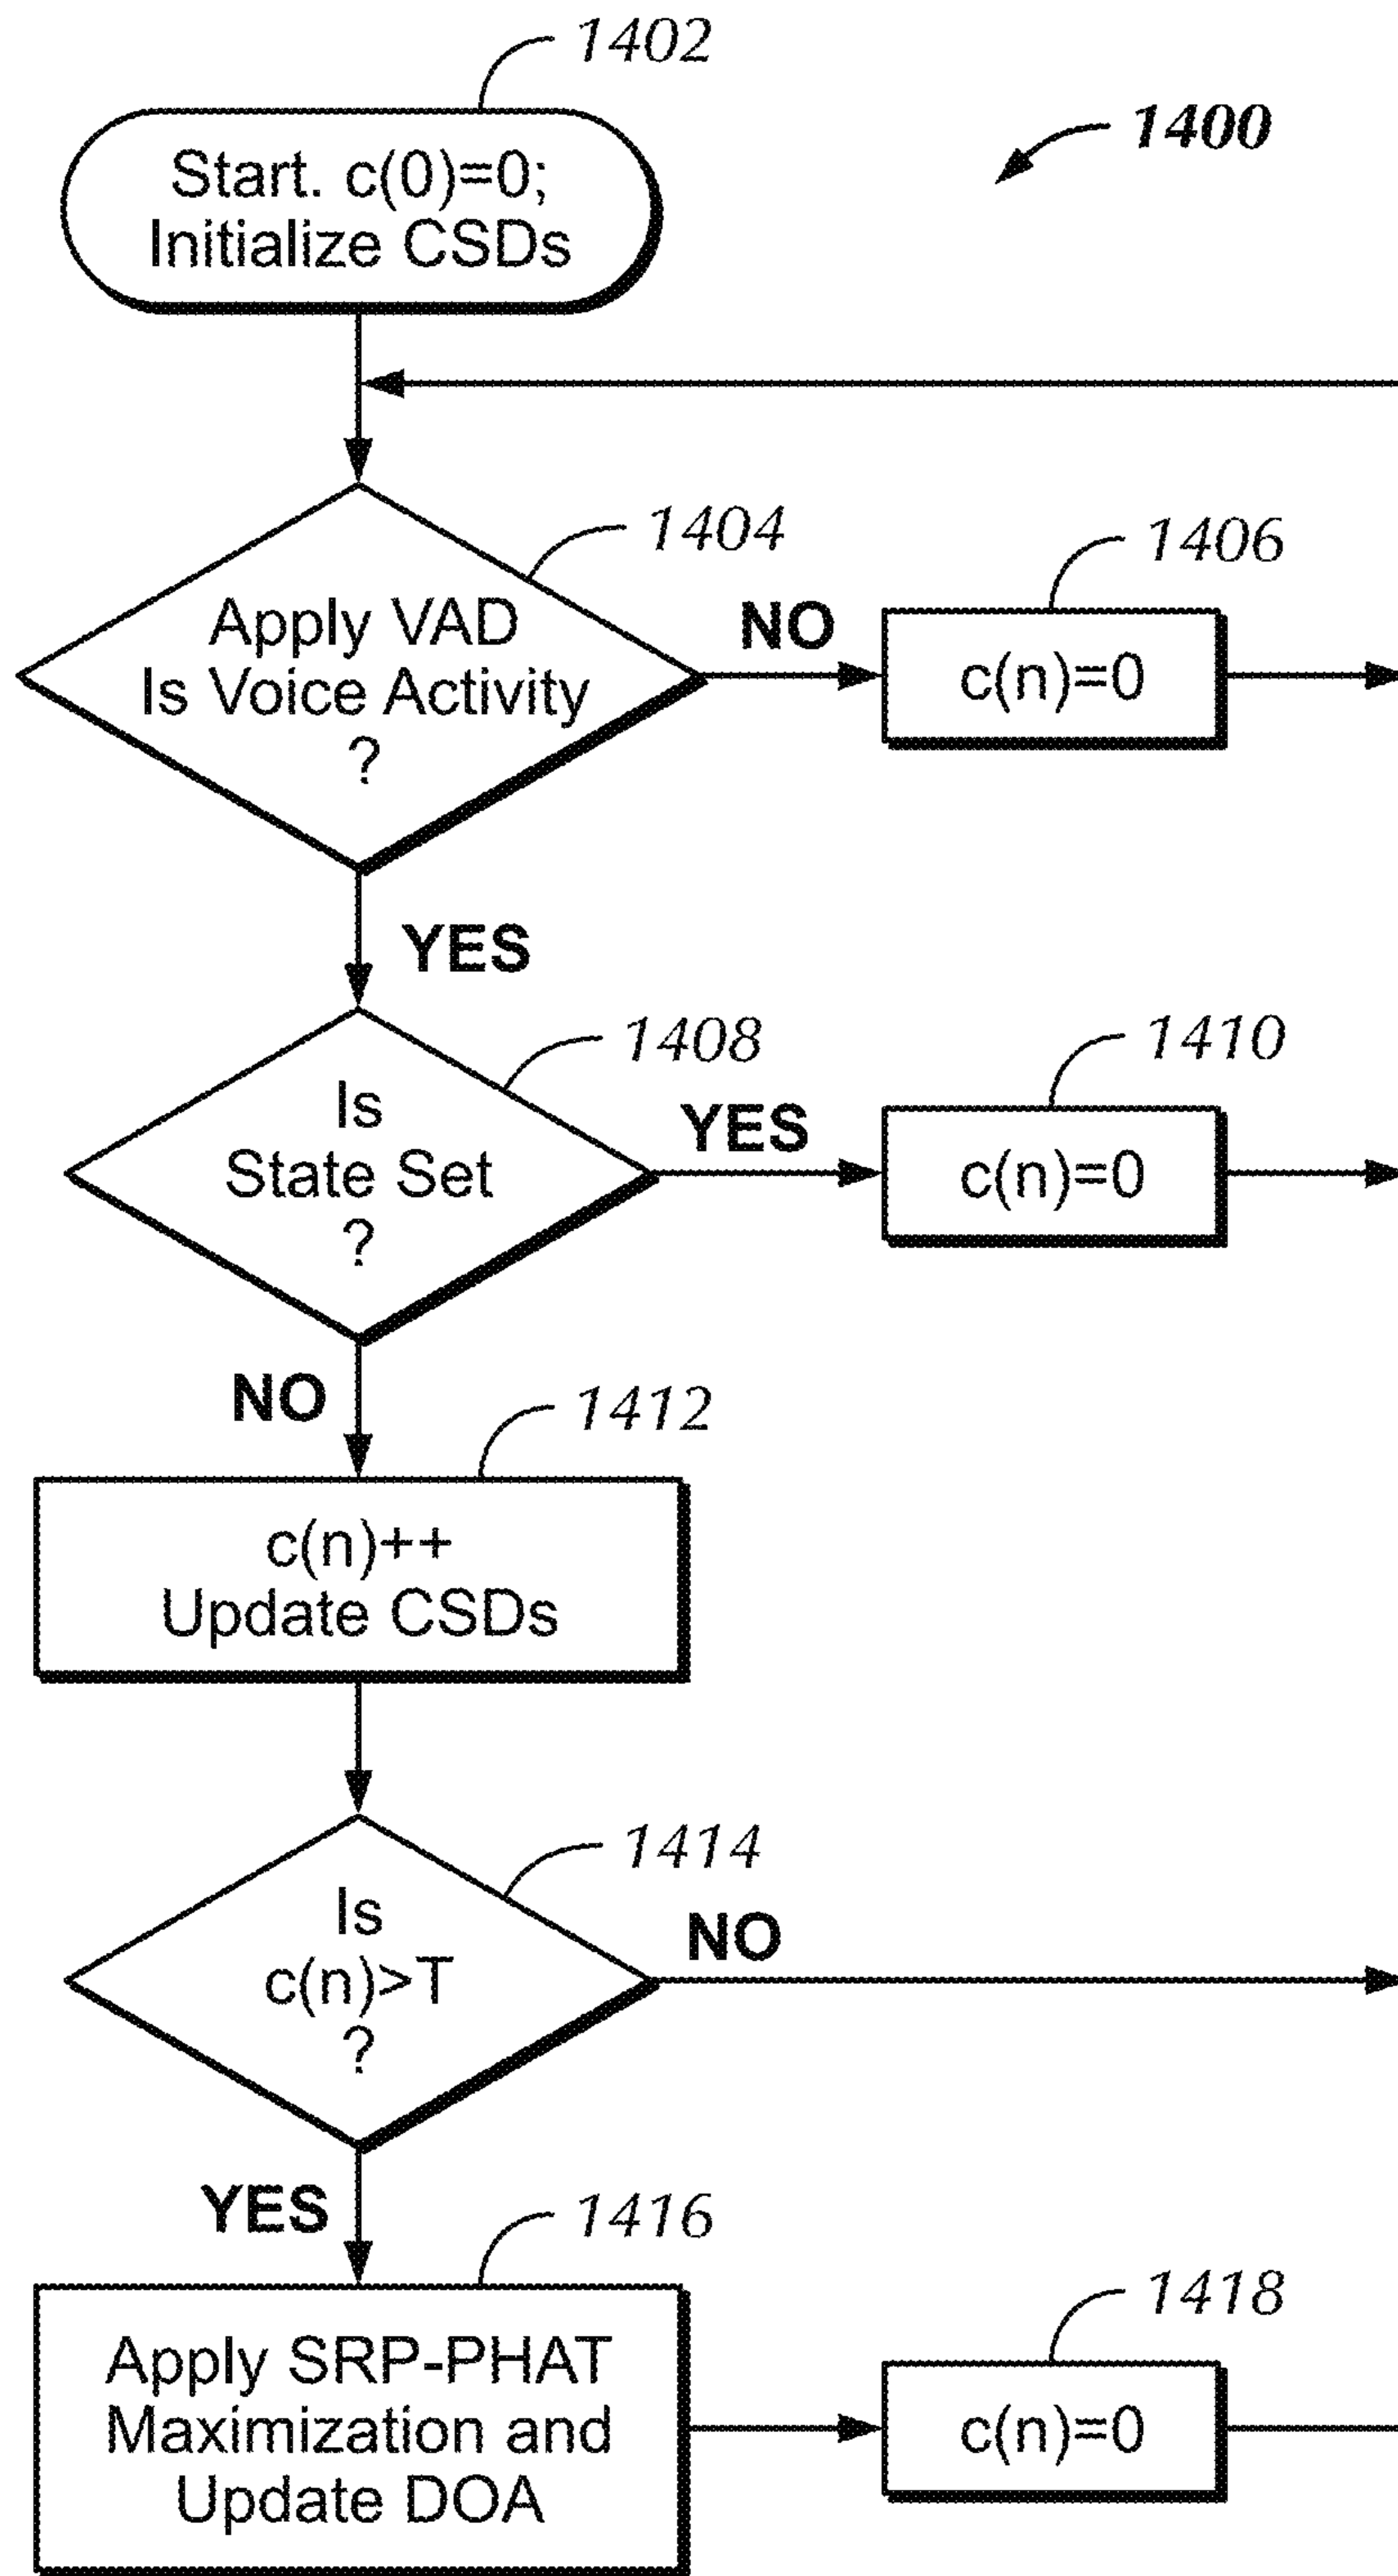 1402
1400
Start. c(0)=0;
Initialize CSDs
1404
Apply VAD
Is Voice Activity
?
NO
1406
c(n)=0
YES
1408
Is
State Set
?
YES
1410
c(n)=0
NO
1412
c(n)++
Update CSDs
1414
Is
c(n)>T
?
NO
YES
1416
Apply SRP-PHAT
Maximization and
Update DOA
1418
c(n)=0